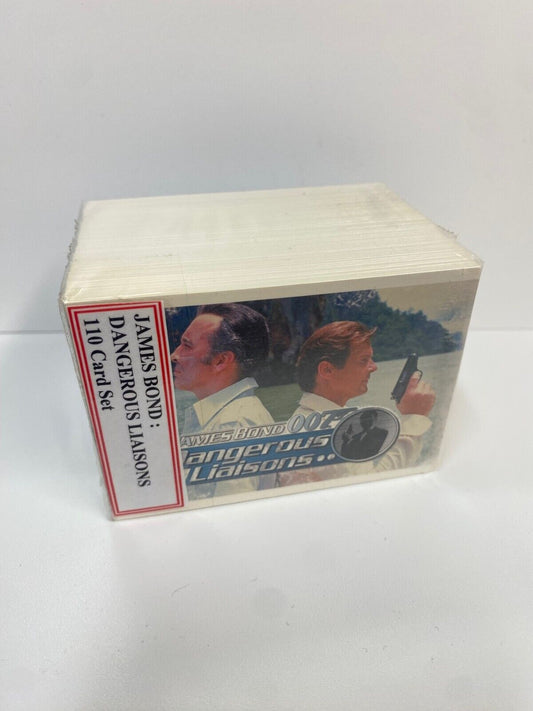 JAMES BOND :
DANGEROUS LIAISONS
110 Card Set
JAMES BOND 007
Dangerous
Liaisons...